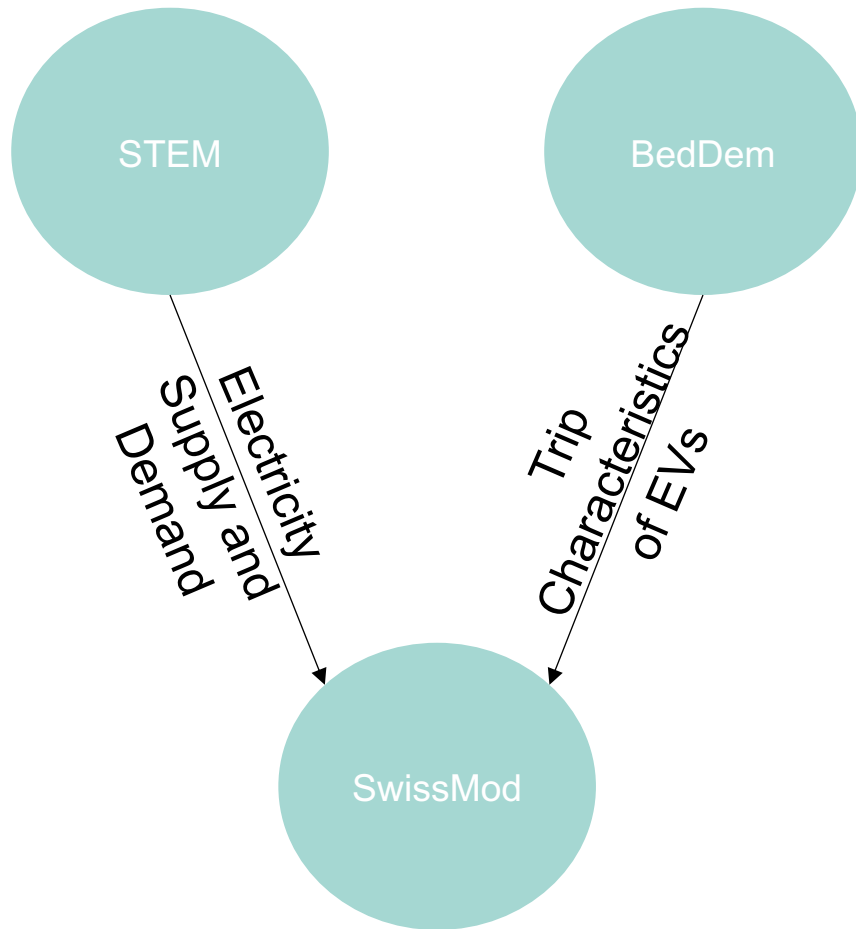 STEM
BedDem
Electricity
Supply and
Demand
Trip
Characteristics
of EVs
SwissMod